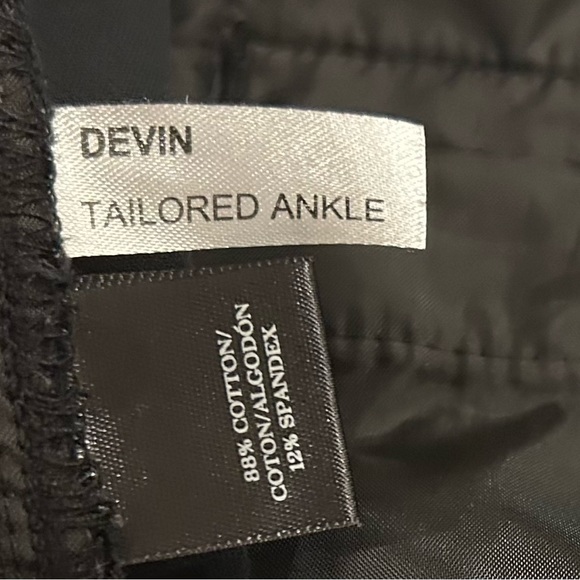 DEVIN
TAILORED ANKLE
88% COTTON/
COTON/ALGODÓN
12% SPANDEX